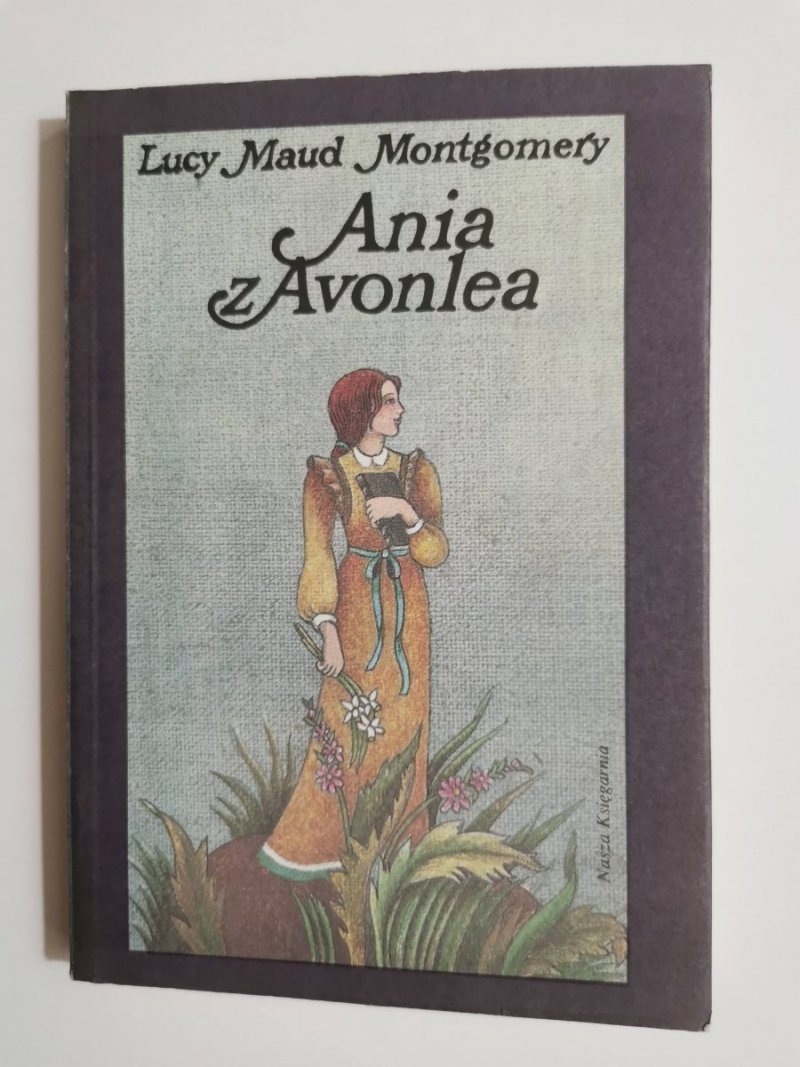 Lucy Maud Montgomery
Ania
z Avonlea
Nasza Księgarnia